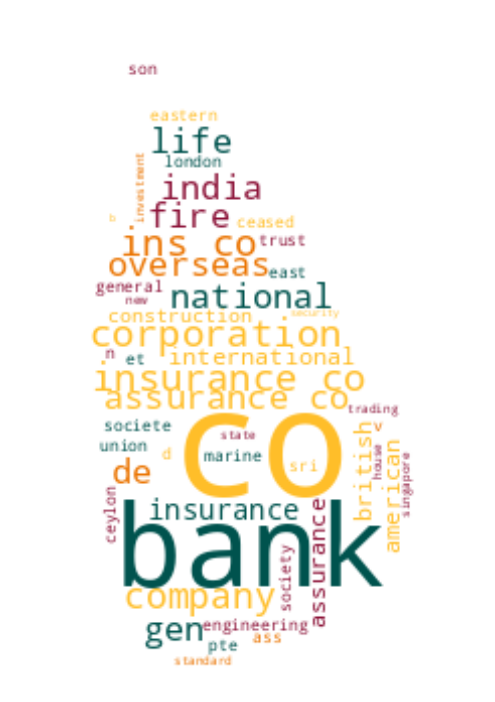 son
eastern
life
london
investment
india
b
fire
ceased
ins co
trust
overseas
east
general
new
national
construction
security
corporation
n
et
international
insurance co
assurance co
trading
co
societe
state
v
union
d
marine
sri
british
house
american
singapore
de
ceylon
insurance
bank
assurance
society
company
gen
engineering
ass
pte
standard